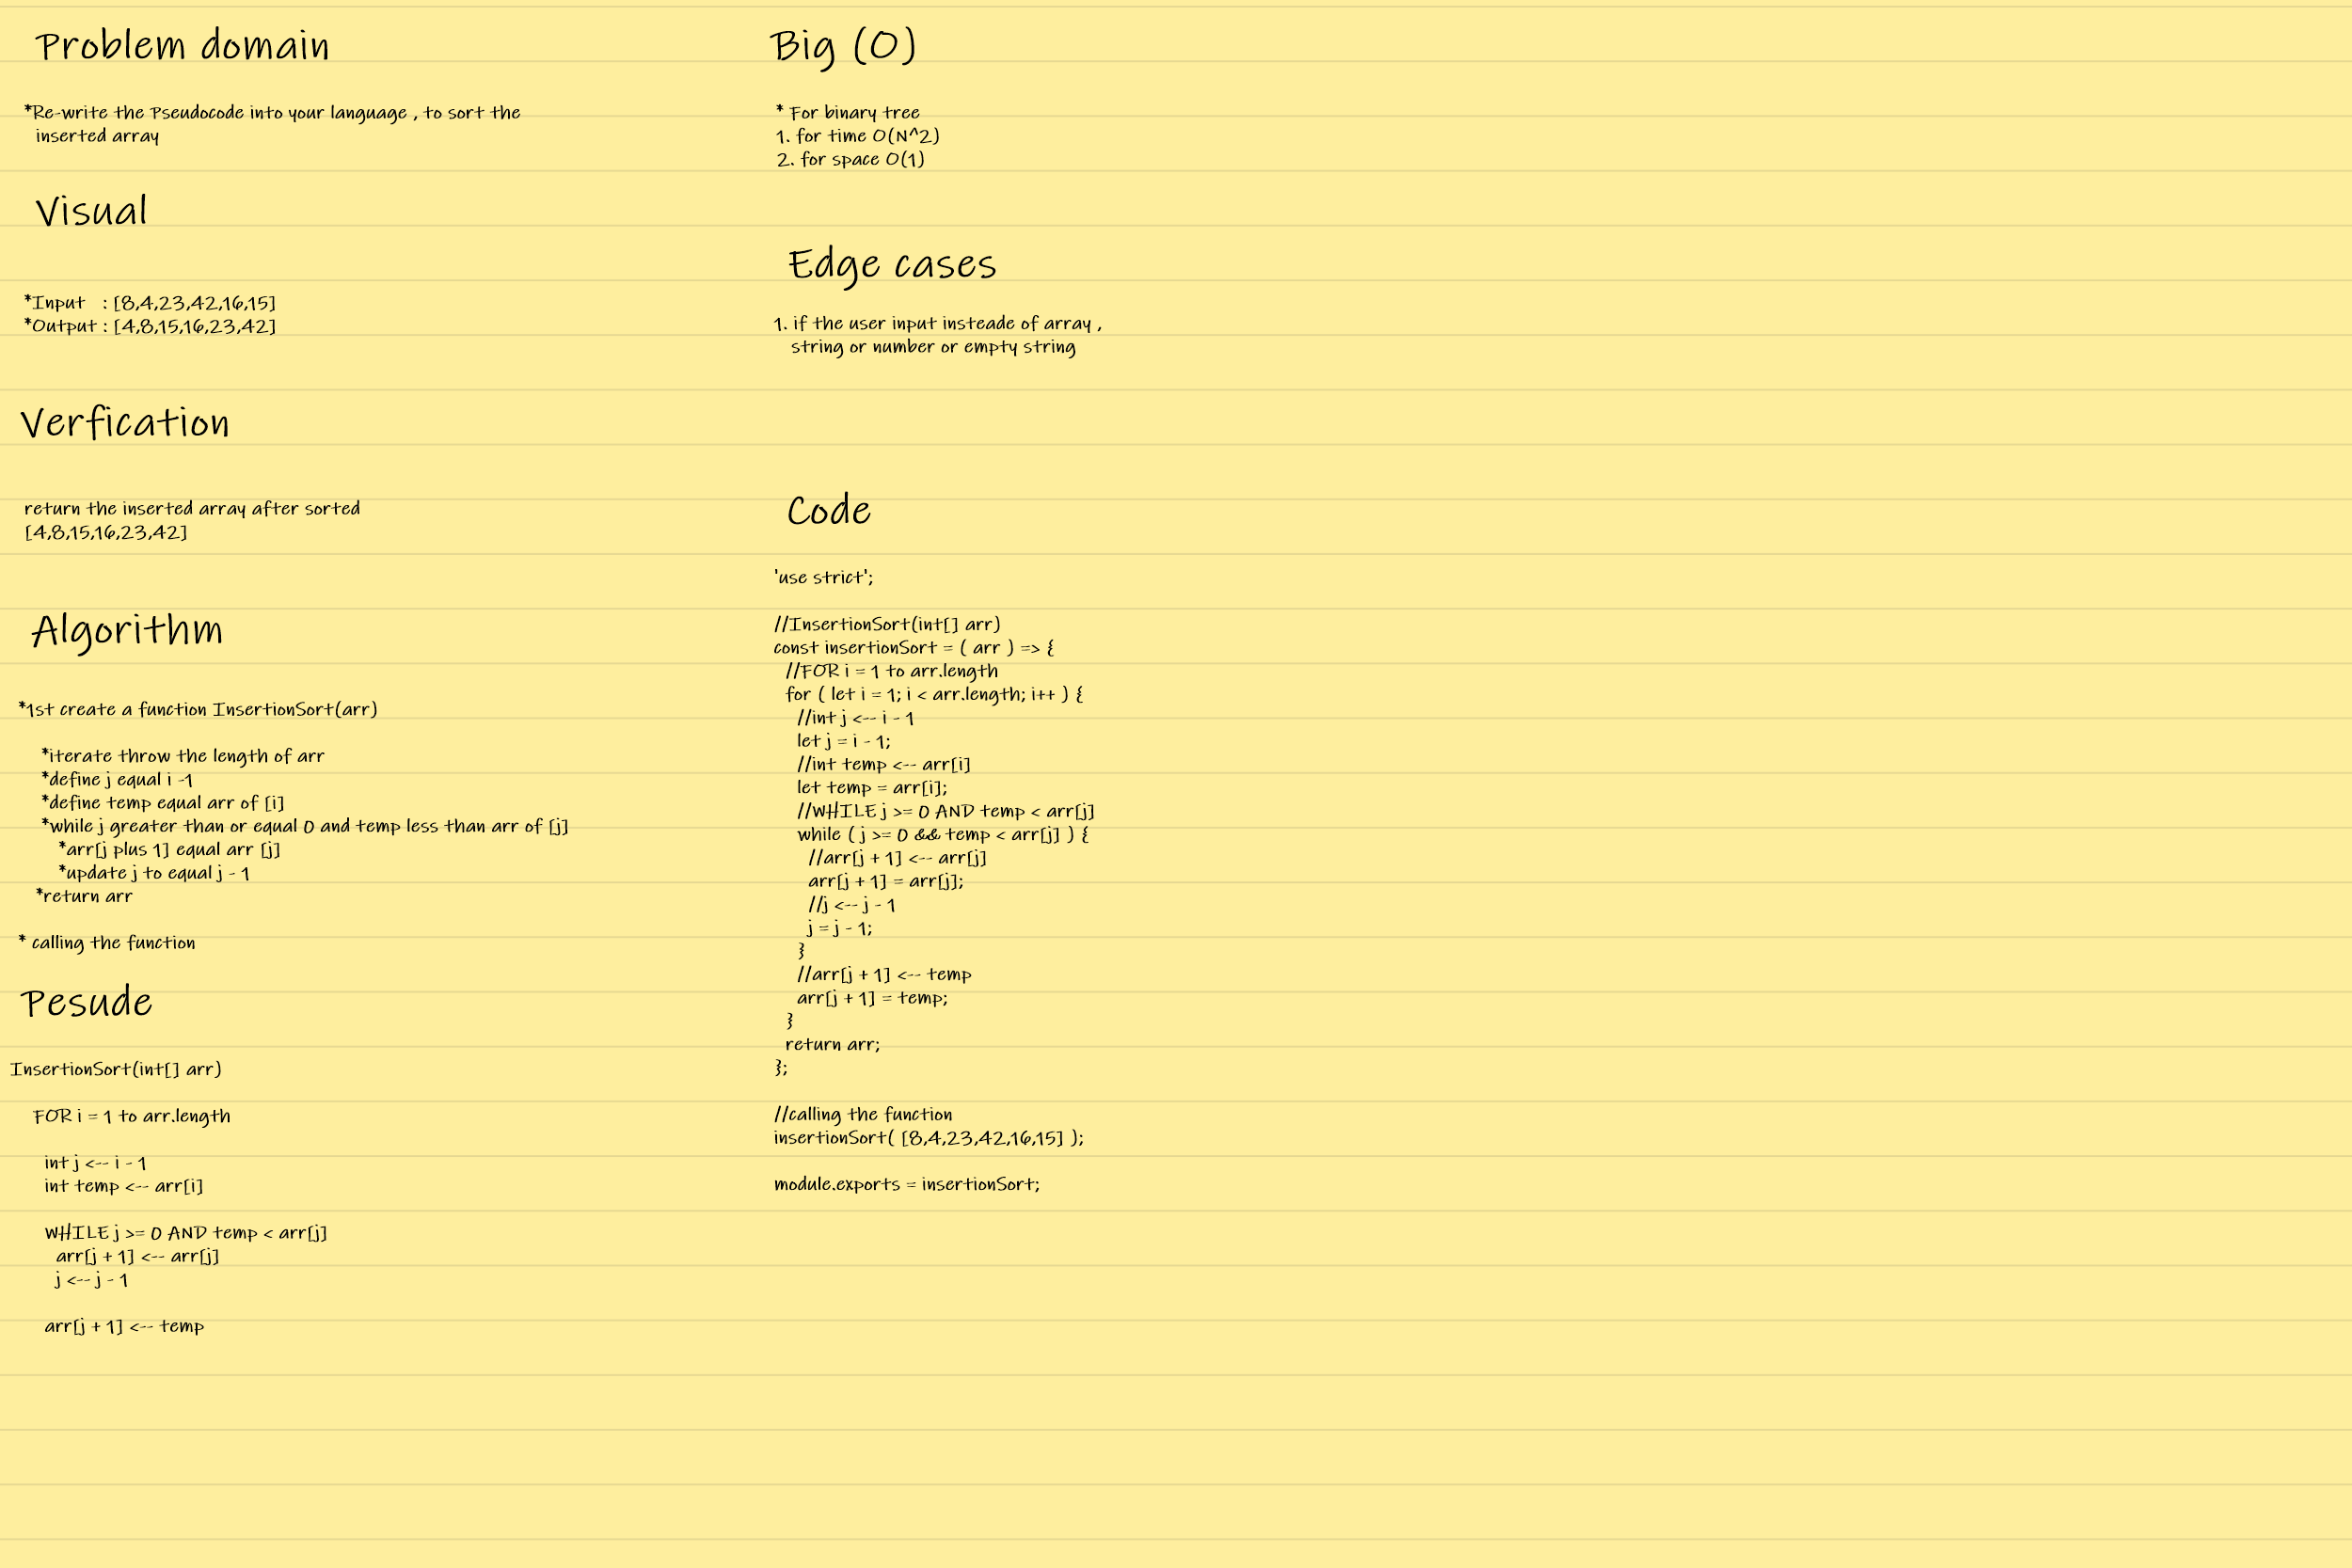 Problem domain
*Re-write the Pseudocode into your language , to sort the
inserted array
Visual
*Input : [8,4,23,42,16,15]
*Output : [4,8,15,16,23,42]
Verfication
return the inserted array after sorted
[4,8,15,16,23,42]
Algorithm
*1st create a function InsertionSort(arr)
*iterate throw the length of arr
*define j equal i -1
*define temp equal arr of [i]
*while j greater than or equal 0 and temp less than arr of [j]
*arr[j plus 1] equal arr [j]
*update j to equal j - 1
*return arr
* calling the function
Pesude
InsertionSort(int[] arr)
FOR i = 1 to arr.length
int j <-- i - 1
int temp <-- arr[i]
WHILE j >= 0 AND temp < arr[j]
arr[j + 1] <-- arr[j]
j <-- j - 1
arr[j + 1] <-- temp
Big (O)
* For binary tree
1. for time O(N^2)
2. for space O(1)
Edge cases
1. if the user input insteade of array ,
string or number or empty string
Code
'use strict';
//InsertionSort(int[] arr)
const insertionSort = ( arr ) => {
//FOR i = 1 to arr.length
for ( let i = 1; i < arr.length; i++ ) {
//int j <-- i - 1
let j = i - 1;
//int temp <-- arr[i]
let temp = arr[i];
//WHILE j >= 0 AND temp < arr[j]
while ( j >= 0 && temp < arr[j] ) {
//arr[j + 1] <-- arr[j]
arr[j + 1] = arr[j];
//j <-- j - 1
j = j - 1;
}
//arr[j + 1] <-- temp
arr[j + 1] = temp;
}
return arr;
};
//calling the function
insertionSort( [8,4,23,42,16,15] );
module.exports = insertionSort;